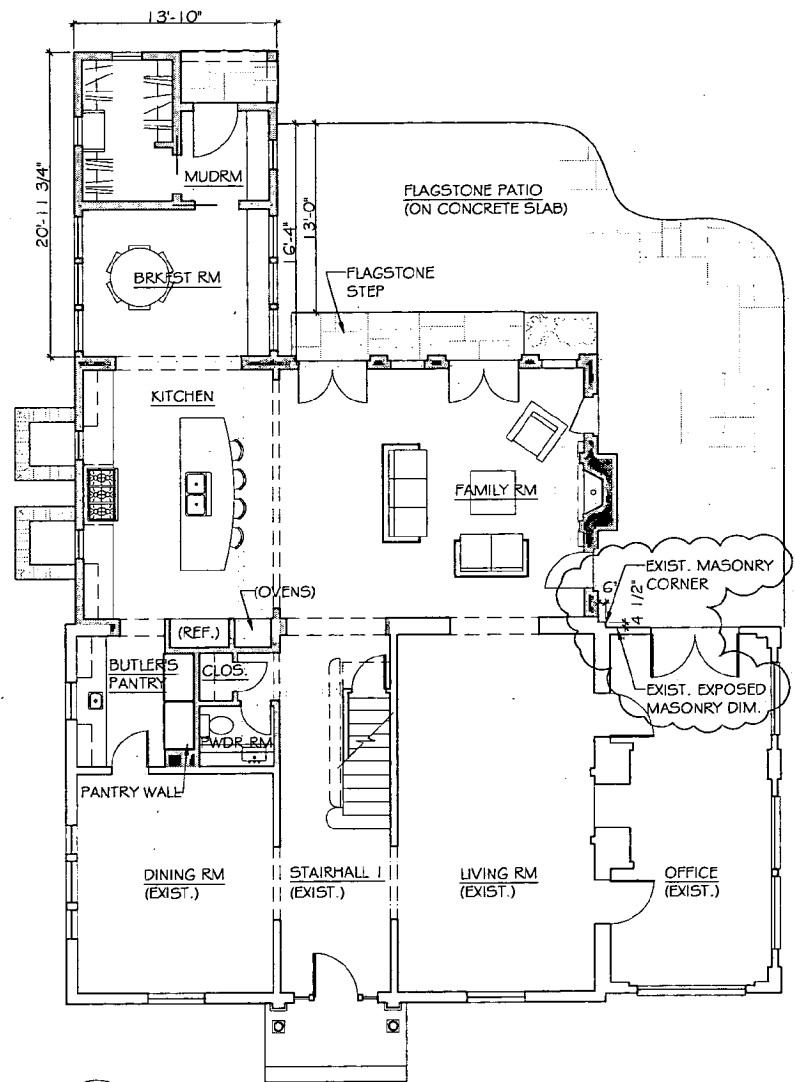 13'-10"
20'-11 3/4"
MUDRM
16'-4"
13'-0"
FLAGSTONE PATIO
(ON CONCRETE SLAB)
BRKFST RM
FLAGSTONE
STEP
KITCHEN
FAMILY RM
(OVENS)
6"
EXIST. MASONRY
CORNER
4 1/2"
(REF.)
BUTLER'S
PANTRY
CLOS.
EXIST. EXPOSED
MASONRY DIM.
PWDR RM
PANTRY WALL
DINING RM
(EXIST.)
STAIRHALL 1
(EXIST.)
LIVING RM
(EXIST.)
OFFICE
(EXIST.)